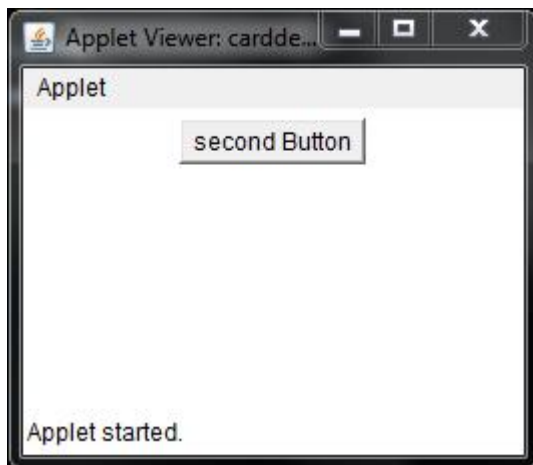 Applet Viewer: cardde...
Applet
second Button
Applet started.